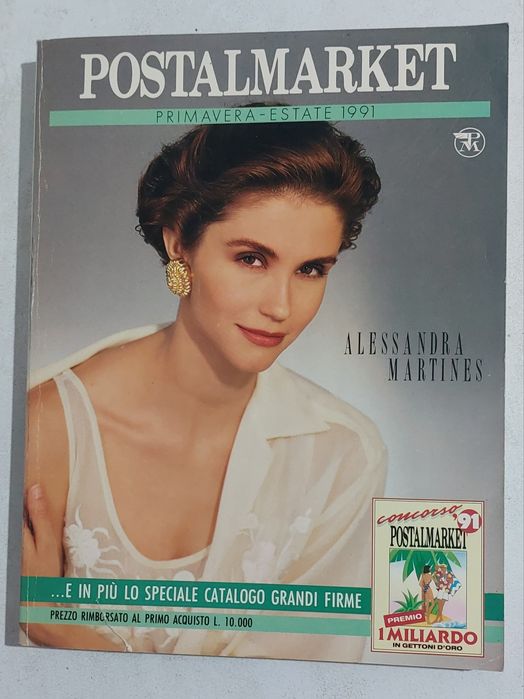 POSTALMARKET
PRIMAVERA-ESTATE 1991
PM
ALESSANDRA
MARTINES
concorso '91
POSTALMARKET
PREMIO
1 MILIARDO
IN GETTONI D'ORO
...E IN PIÙ LO SPECIALE CATALOGO GRANDI FIRME
PREZZO RIMBORSATO AL PRIMO ACQUISTO L. 10.000